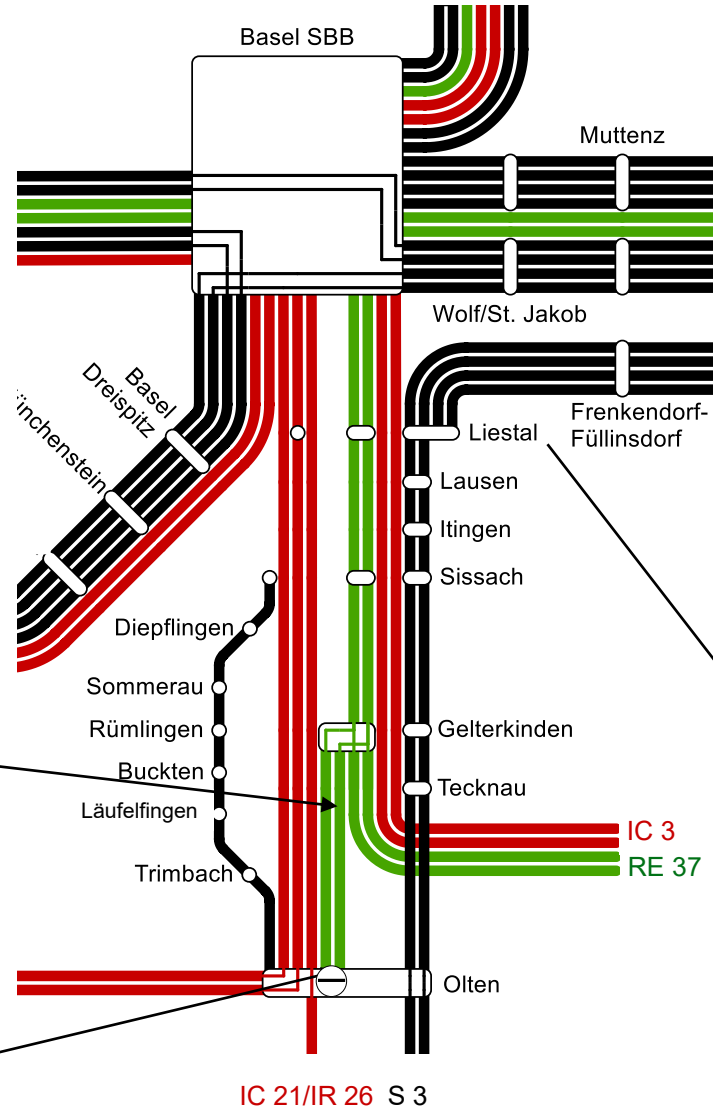 Basel SBB
Muttenz
Wolf/St. Jakob
Basel
Dreispitz
Frenkendorf-
Füllinsdorf
Liestal
Lausen
Itingen
Sissach
Diepflingen
Sommerau
Rümlingen
Gelterkinden
Buckten
Tecknau
Läufelfingen
IC 3
RE 37
Trimbach
Olten
IC 21/IR 26 S 3